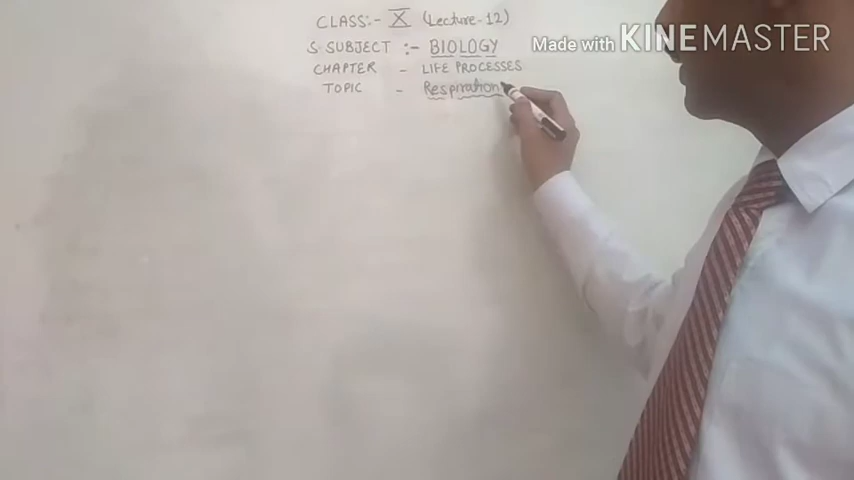 CLASS:- X (Lecture-12)
S SUBJECT :- BIOLOGY
CHAPTER - LIFE PROCESSES
TOPIC - Respiration
Made with KINEMASTER